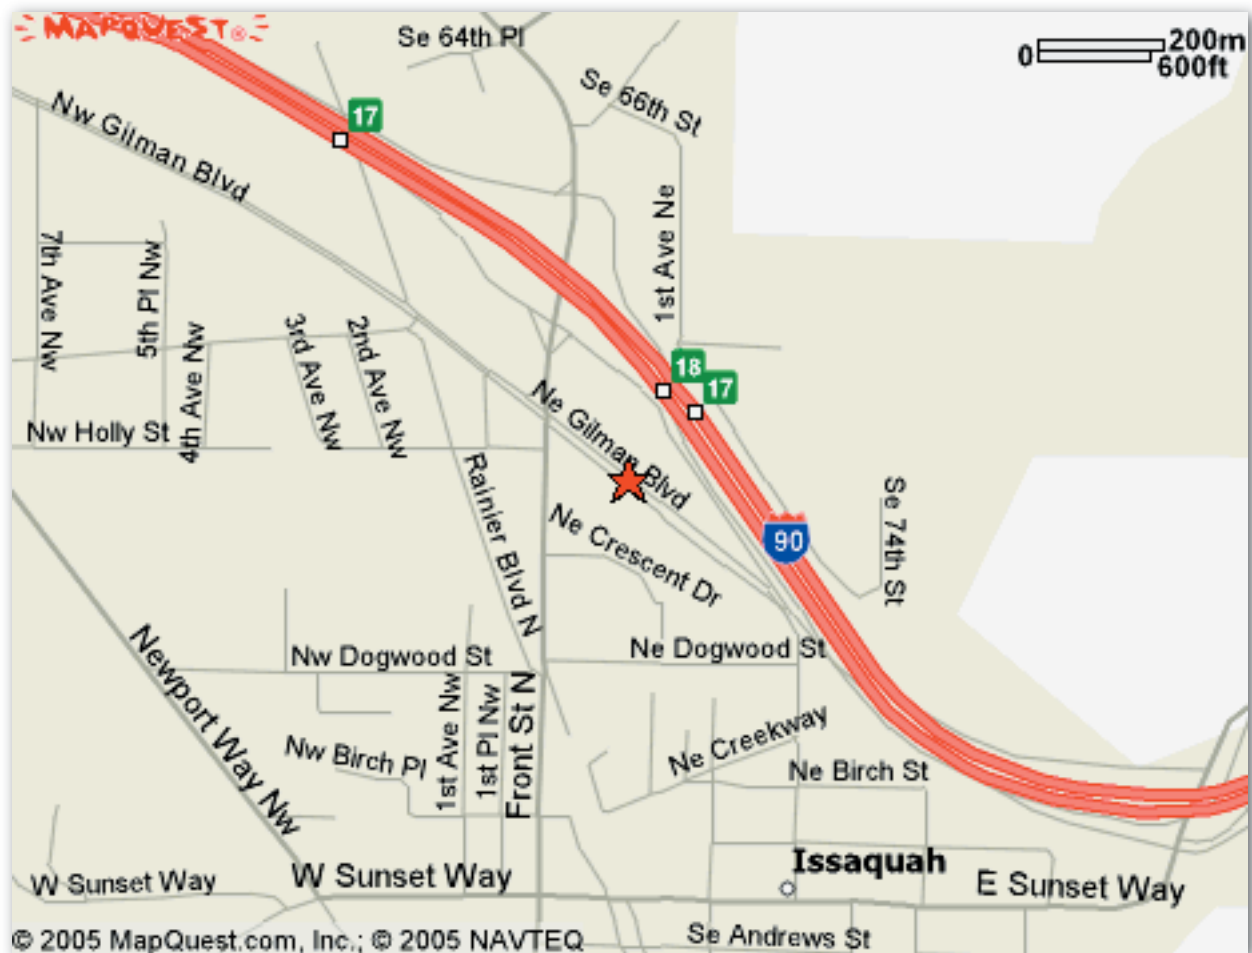 MAPQUEST®
Se 64th Pl
0 200m
600ft
Se 66th St
17
Nw Gilman Blvd
1st Ave Ne
7th Ave Nw
5th Pl Nw
4th Ave Nw
3rd Ave Nw
2nd Ave Nw
18
17
Ne Gilman Blvd
Nw Holly St
Rainier Blvd N
Ne Crescent Dr
90
Se 74th St
Newport Way Nw
Nw Dogwood St
Ne Dogwood St
1st Ave Nw
1st Pl Nw
Front St N
Nw Birch Pl
Ne Creekway
Ne Birch St
Issaquah
W Sunset Way
W Sunset Way
E Sunset Way
Se Andrews St
© 2005 MapQuest.com, Inc.; © 2005 NAVTEQ